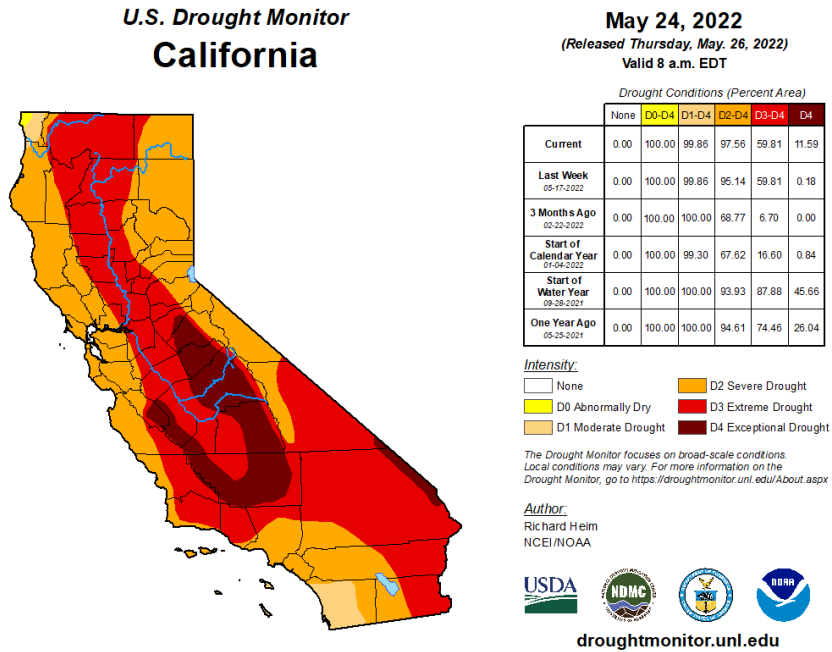 U.S. Drought Monitor
California
May 24, 2022
(Released Thursday, May. 26, 2022)
Valid 8 a.m. EDT
Drought Conditions (Percent Area)
None D0-D4 D1-D4 D2-D4 D3-D4 D4
Current 0.00 100.00 99.86 97.56 59.81 11.59
Last Week
05-17-2022 0.00 100.00 99.86 95.14 59.81 0.18
3 Months Ago
02-22-2022 0.00 100.00 100.00 68.77 6.70 0.00
Start of
Calendar Year
01-04-2022 0.00 100.00 99.30 67.62 16.60 0.84
Start of
Water Year
09-28-2021 0.00 100.00 100.00 93.93 87.88 45.66
One Year Ago
05-25-2021 0.00 100.00 100.00 94.61 74.46 26.04
Intensity:
None
D0 Abnormally Dry
D1 Moderate Drought
D2 Severe Drought
D3 Extreme Drought
D4 Exceptional Drought
The Drought Monitor focuses on broad-scale conditions.
Local conditions may vary. For more information on the
Drought Monitor, go to https://droughtmonitor.unl.edu/About.aspx
Author:
Richard Heim
NCEI/NOAA
USDA
NDMC
NOAA
droughtmonitor.unl.edu